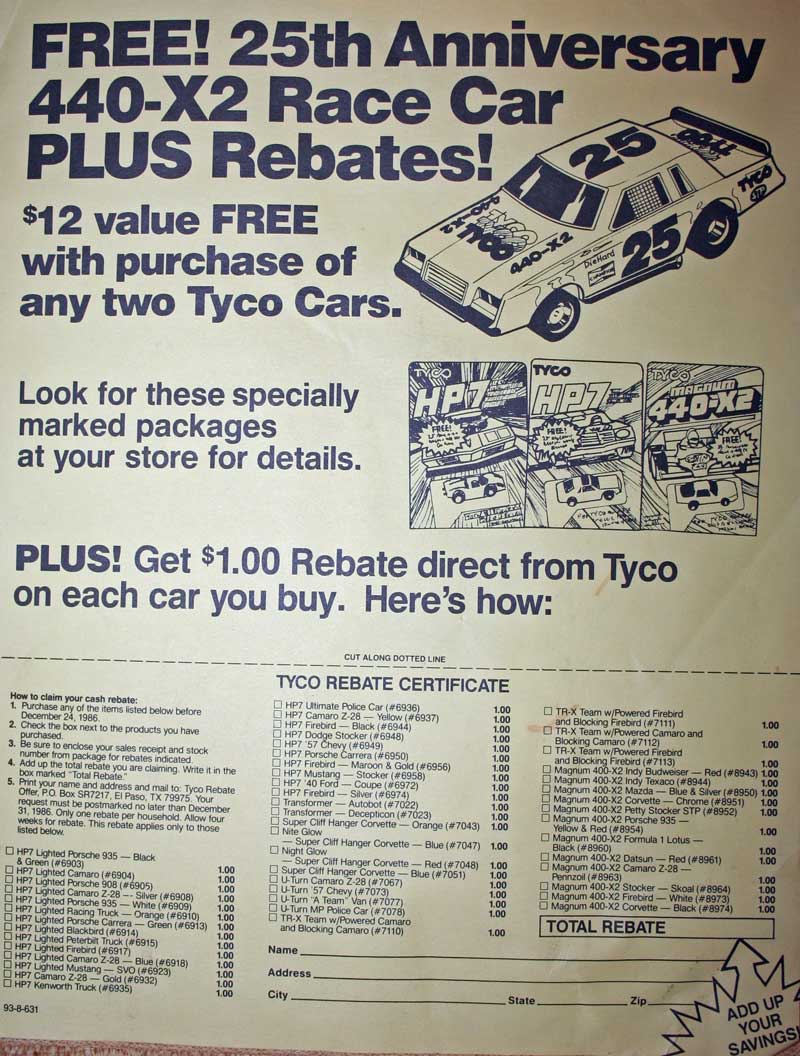 FREE! 25th Anniversary
440-X2 Race Car
PLUS Rebates!
$12 value FREE
with purchase of
any two Tyco Cars.
25
TYCO
440-X2
TYCO
25
DieHard
TYCO
STP
Look for these specially
marked packages
at your store for details.
TYCO
HP7
FREE!
TYCO
HP7
FREE!
TYCO
MAGNUM
440-X2
FREE!
PLUS! Get $1.00 Rebate direct from Tyco
on each car you buy. Here's how:
CUT ALONG DOTTED LINE
How to claim your cash rebate:
1. Purchase any of the items listed below before
December 24, 1986.
2. Check the box next to the products you have
purchased.
3. Be sure to enclose your sales receipt and stock
number from package for rebates indicated.
4. Add up the total rebate you are claiming. Write it in the
box marked "Total Rebate."
5. Print your name and address and mail to: Tyco Rebate
Offer, P.O. Box SR7217, El Paso, TX 79975. Your
request must be postmarked no later than December
31, 1986. Only one rebate per household. Allow four
weeks for rebate. This rebate applies only to those
listed below.
HP7 Lighted Porsche 935 — Black
& Green (#6903) 1.00
HP7 Lighted Camaro (#6904) 1.00
HP7 Lighted Porsche 908 (#6905) 1.00
HP7 Lighted Camaro Z-28 — Silver (#6908) 1.00
HP7 Lighted Porsche 935 — White (#6909) 1.00
HP7 Lighted Racing Truck — Orange (#6910) 1.00
HP7 Lighted Porsche Carrera — Green (#6913) 1.00
HP7 Lighted Blackbird (#6914) 1.00
HP7 Lighted Peterbilt Truck (#6915) 1.00
HP7 Lighted Firebird (#6917) 1.00
HP7 Lighted Camaro Z-28 — Blue (#6918) 1.00
HP7 Lighted Mustang — SVO (#6923) 1.00
HP7 Camaro Z-28 — Gold (#6932) 1.00
HP7 Kenworth Truck (#6935) 1.00
93-8-631
TYCO REBATE CERTIFICATE
HP7 Ultimate Police Car (#6936) 1.00
HP7 Camaro Z-28 — Yellow (#6937) 1.00
HP7 Firebird — Black (#6944) 1.00
HP7 Dodge Stocker (#6948) 1.00
HP7 '57 Chevy (#6949) 1.00
HP7 Porsche Carrera (#6950) 1.00
HP7 Firebird — Maroon & Gold (#6956) 1.00
HP7 Mustang — Stocker (#6958) 1.00
HP7 '40 Ford — Coupe (#6972) 1.00
HP7 Firebird — Silver (#6974) 1.00
Transformer — Autobot (#7022) 1.00
Transformer — Decepticon (#7023) 1.00
Super Cliff Hanger Corvette — Orange (#7043) 1.00
Nite Glow
— Super Cliff Hanger Corvette — Blue (#7047) 1.00
Night Glow
— Super Cliff Hanger Corvette — Red (#7048) 1.00
Super Cliff Hanger Corvette — Blue (#7051) 1.00
U-Turn Camaro Z-28 (#7067) 1.00
U-Turn '57 Chevy (#7073) 1.00
U-Turn 'A Team" Van (#7077) 1.00
U-Turn MP Police Car (#7078) 1.00
TR-X Team w/Powered Camaro
and Blocking Camaro (#7110) 1.00
TR-X Team w/Powered Firebird
and Blocking Firebird (#7111) 1.00
TR-X Team w/Powered Camaro and
Blocking Camaro (#7112) 1.00
TR-X Team w/Powered Firebird
and Blocking Firebird (#7113) 1.00
Magnum 400-X2 Indy Budweiser — Red (#8943) 1.00
Magnum 400-X2 Indy Texaco (#8944) 1.00
Magnum 400-X2 Mazda — Blue & Silver (#8950) 1.00
Magnum 400-X2 Corvette — Chrome (#8951) 1.00
Magnum 400-X2 Petty Stocker STP (#8952) 1.00
Magnum 400-X2 Porsche 935 —
Yellow & Red (#8954) 1.00
Magnum 400-X2 Formula 1 Lotus —
Black (#8960) 1.00
Magnum 400-X2 Datsun — Red (#8961) 1.00
Magnum 400-X2 Camaro Z-28 —
Pennzoil (#8963) 1.00
Magnum 400-X2 Stocker — Skoal (#8964) 1.00
Magnum 400-X2 Firebird — White (#8973) 1.00
Magnum 400-X2 Corvette — Black (#8974) 1.00
TOTAL REBATE
Name
Address
City State Zip
ADD UP
YOUR
SAVINGS!